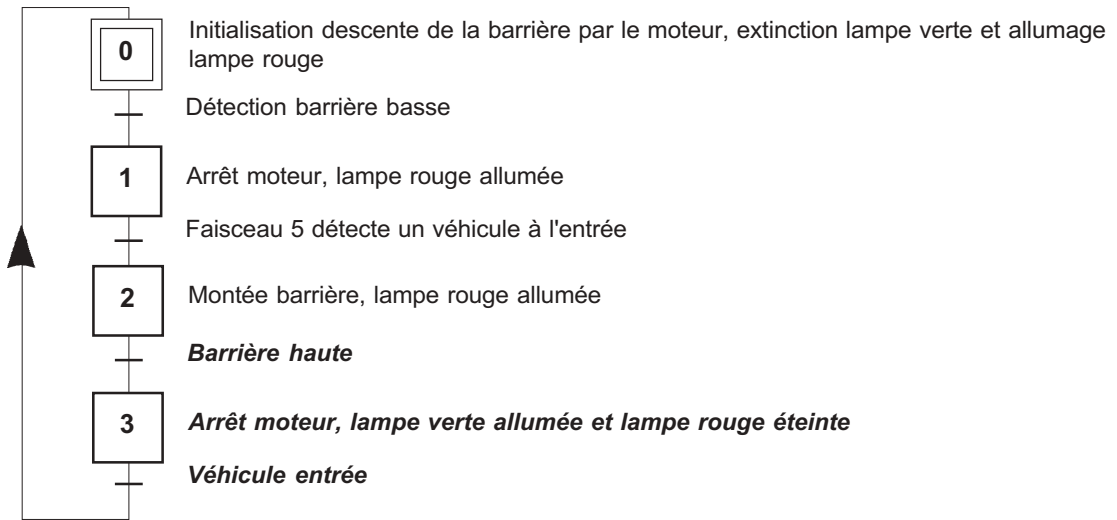 0
Initialisation descente de la barrière par le moteur, extinction lampe verte et allumage
lampe rouge
Détection barrière basse
1
Arrêt moteur, lampe rouge allumée
Faisceau 5 détecte un véhicule à l'entrée
2
Montée barrière, lampe rouge allumée
Barrière haute
3
Arrêt moteur, lampe verte allumée et lampe rouge éteinte
Véhicule entrée